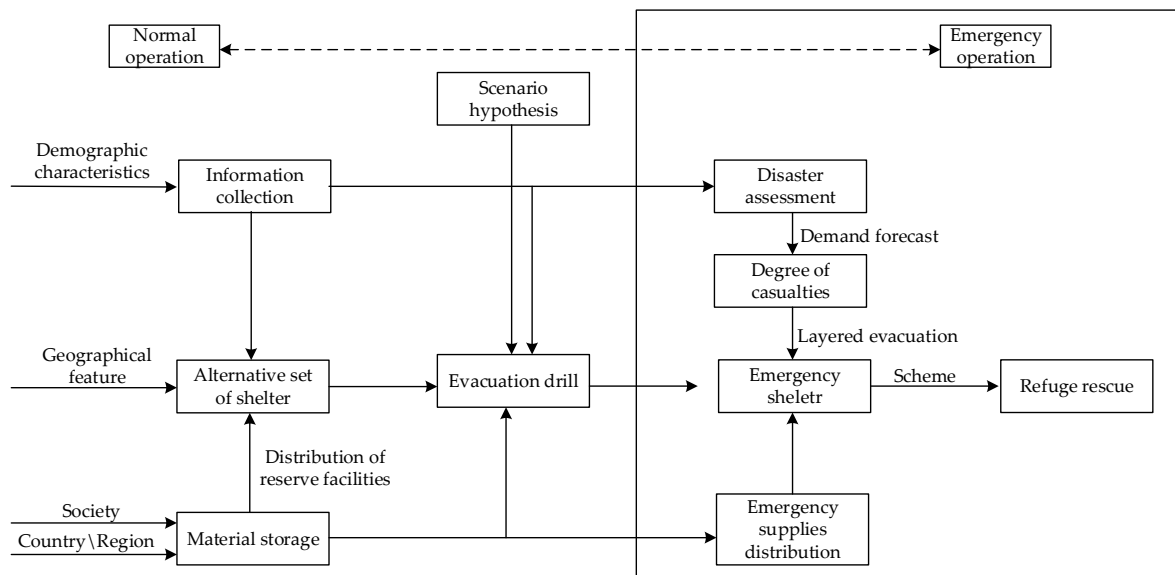 Normal
operation
Emergency
operation
Scenario
hypothesis
Demographic
characteristics
Information
collection
Disaster
assessment
Demand forecast
Degree of
casualties
Layered evacuation
Geographical
feature
Alternative set
of shelter
Evacuation drill
Emergency
sheletr
Scheme
Refuge rescue
Distribution of
reserve facilities
Society
Country\Region
Material storage
Emergency
supplies
distribution